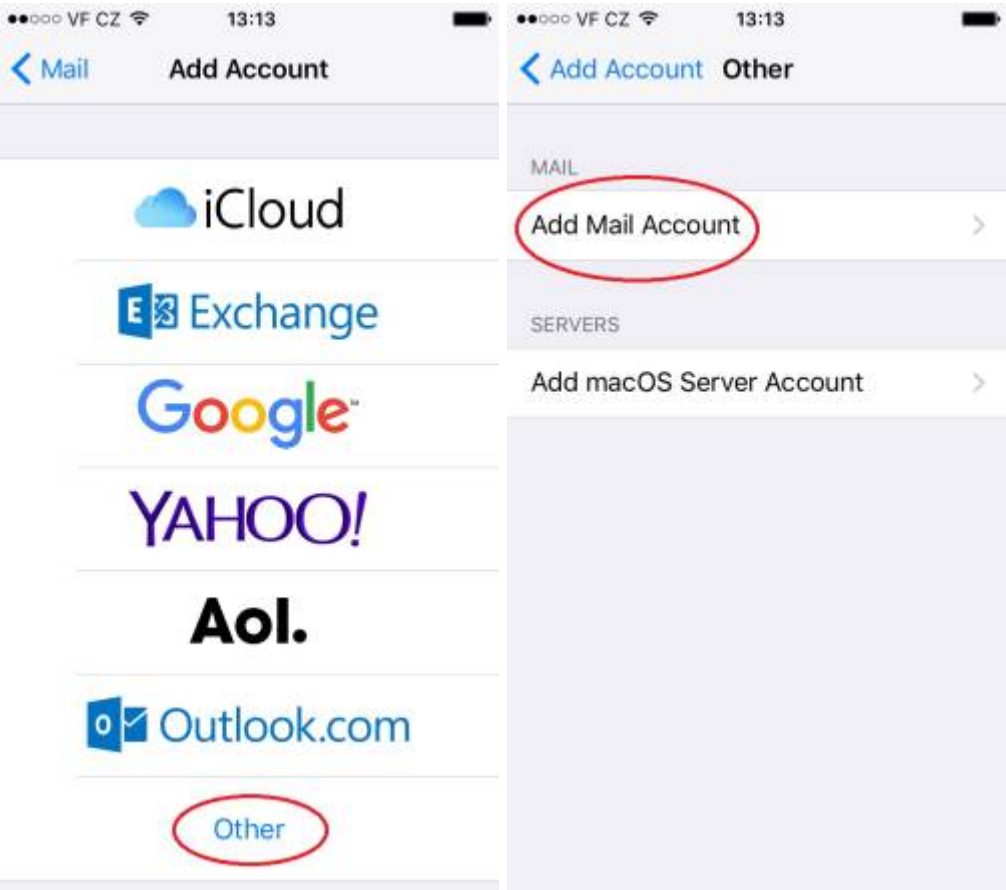 VF CZ 13:13
Mail Add Account
iCloud
E Exchange
Google™
YAHOO!
Aol.
o Outlook.com
Other
VF CZ 13:13
Add Account Other
MAIL
Add Mail Account
SERVERS
Add macOS Server Account